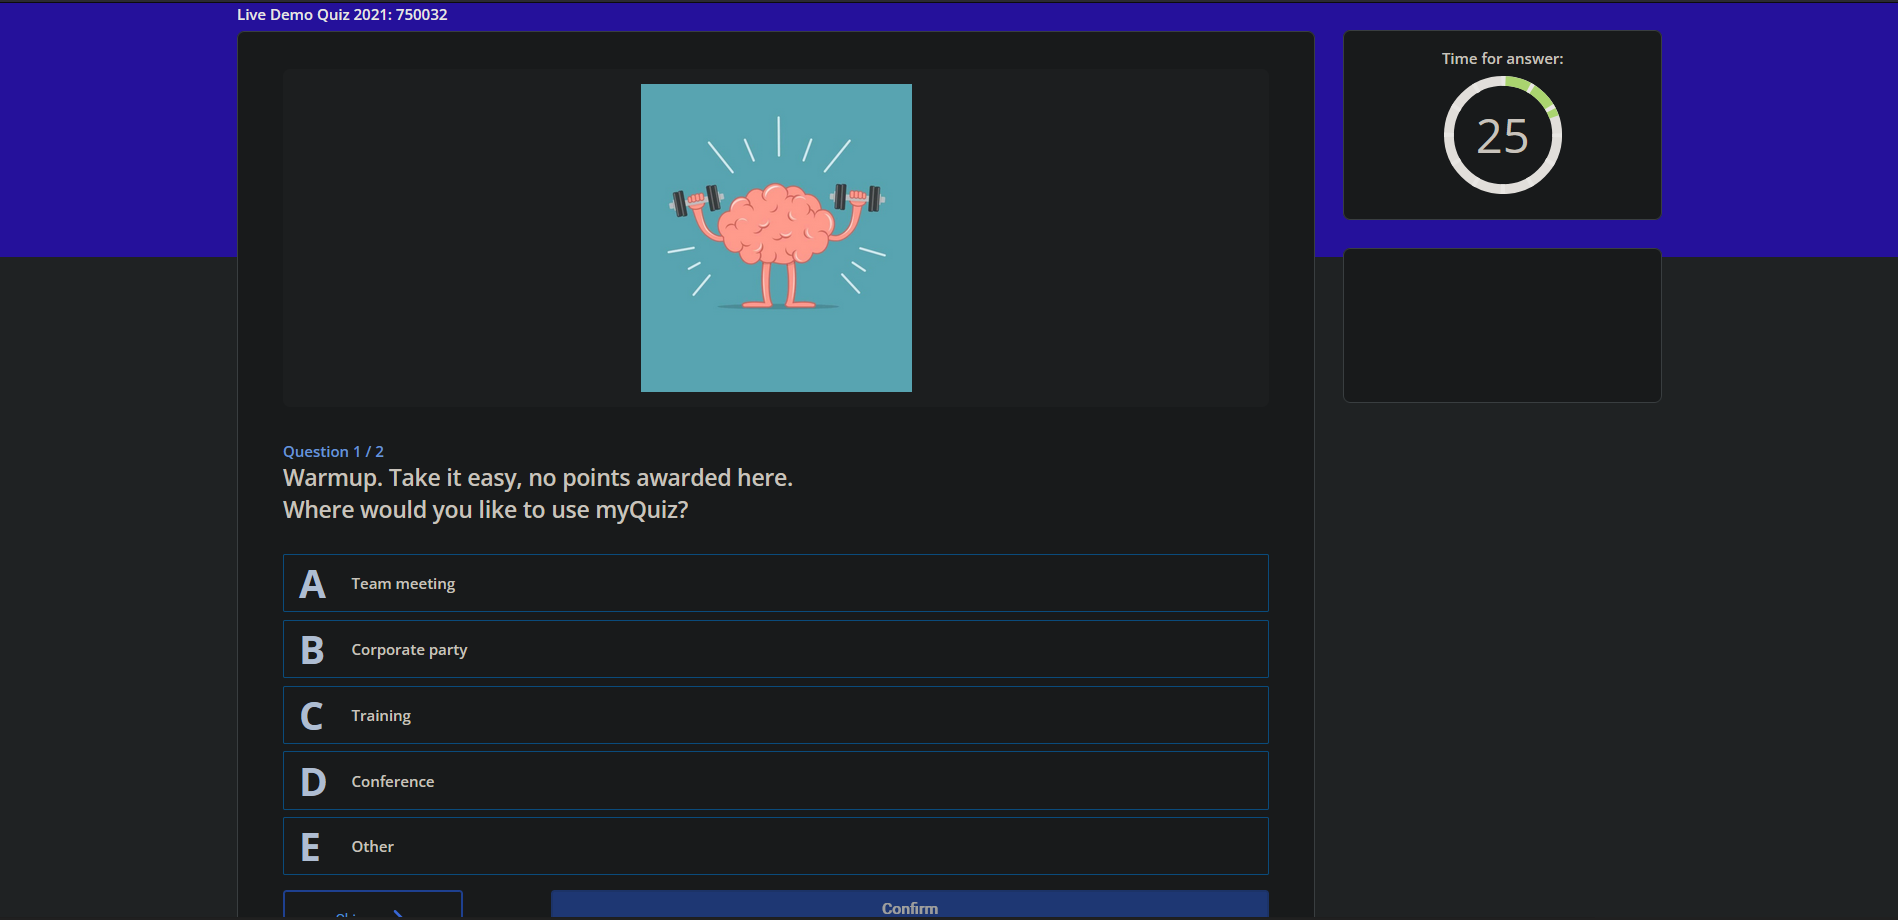 Live Demo Quiz 2021: 750032
Time for answer:
25
Question 1 / 2
Warmup. Take it easy, no points awarded here.
Where would you like to use myQuiz?
A Team meeting
B Corporate party
C Training
D Conference
E Other
Confirm